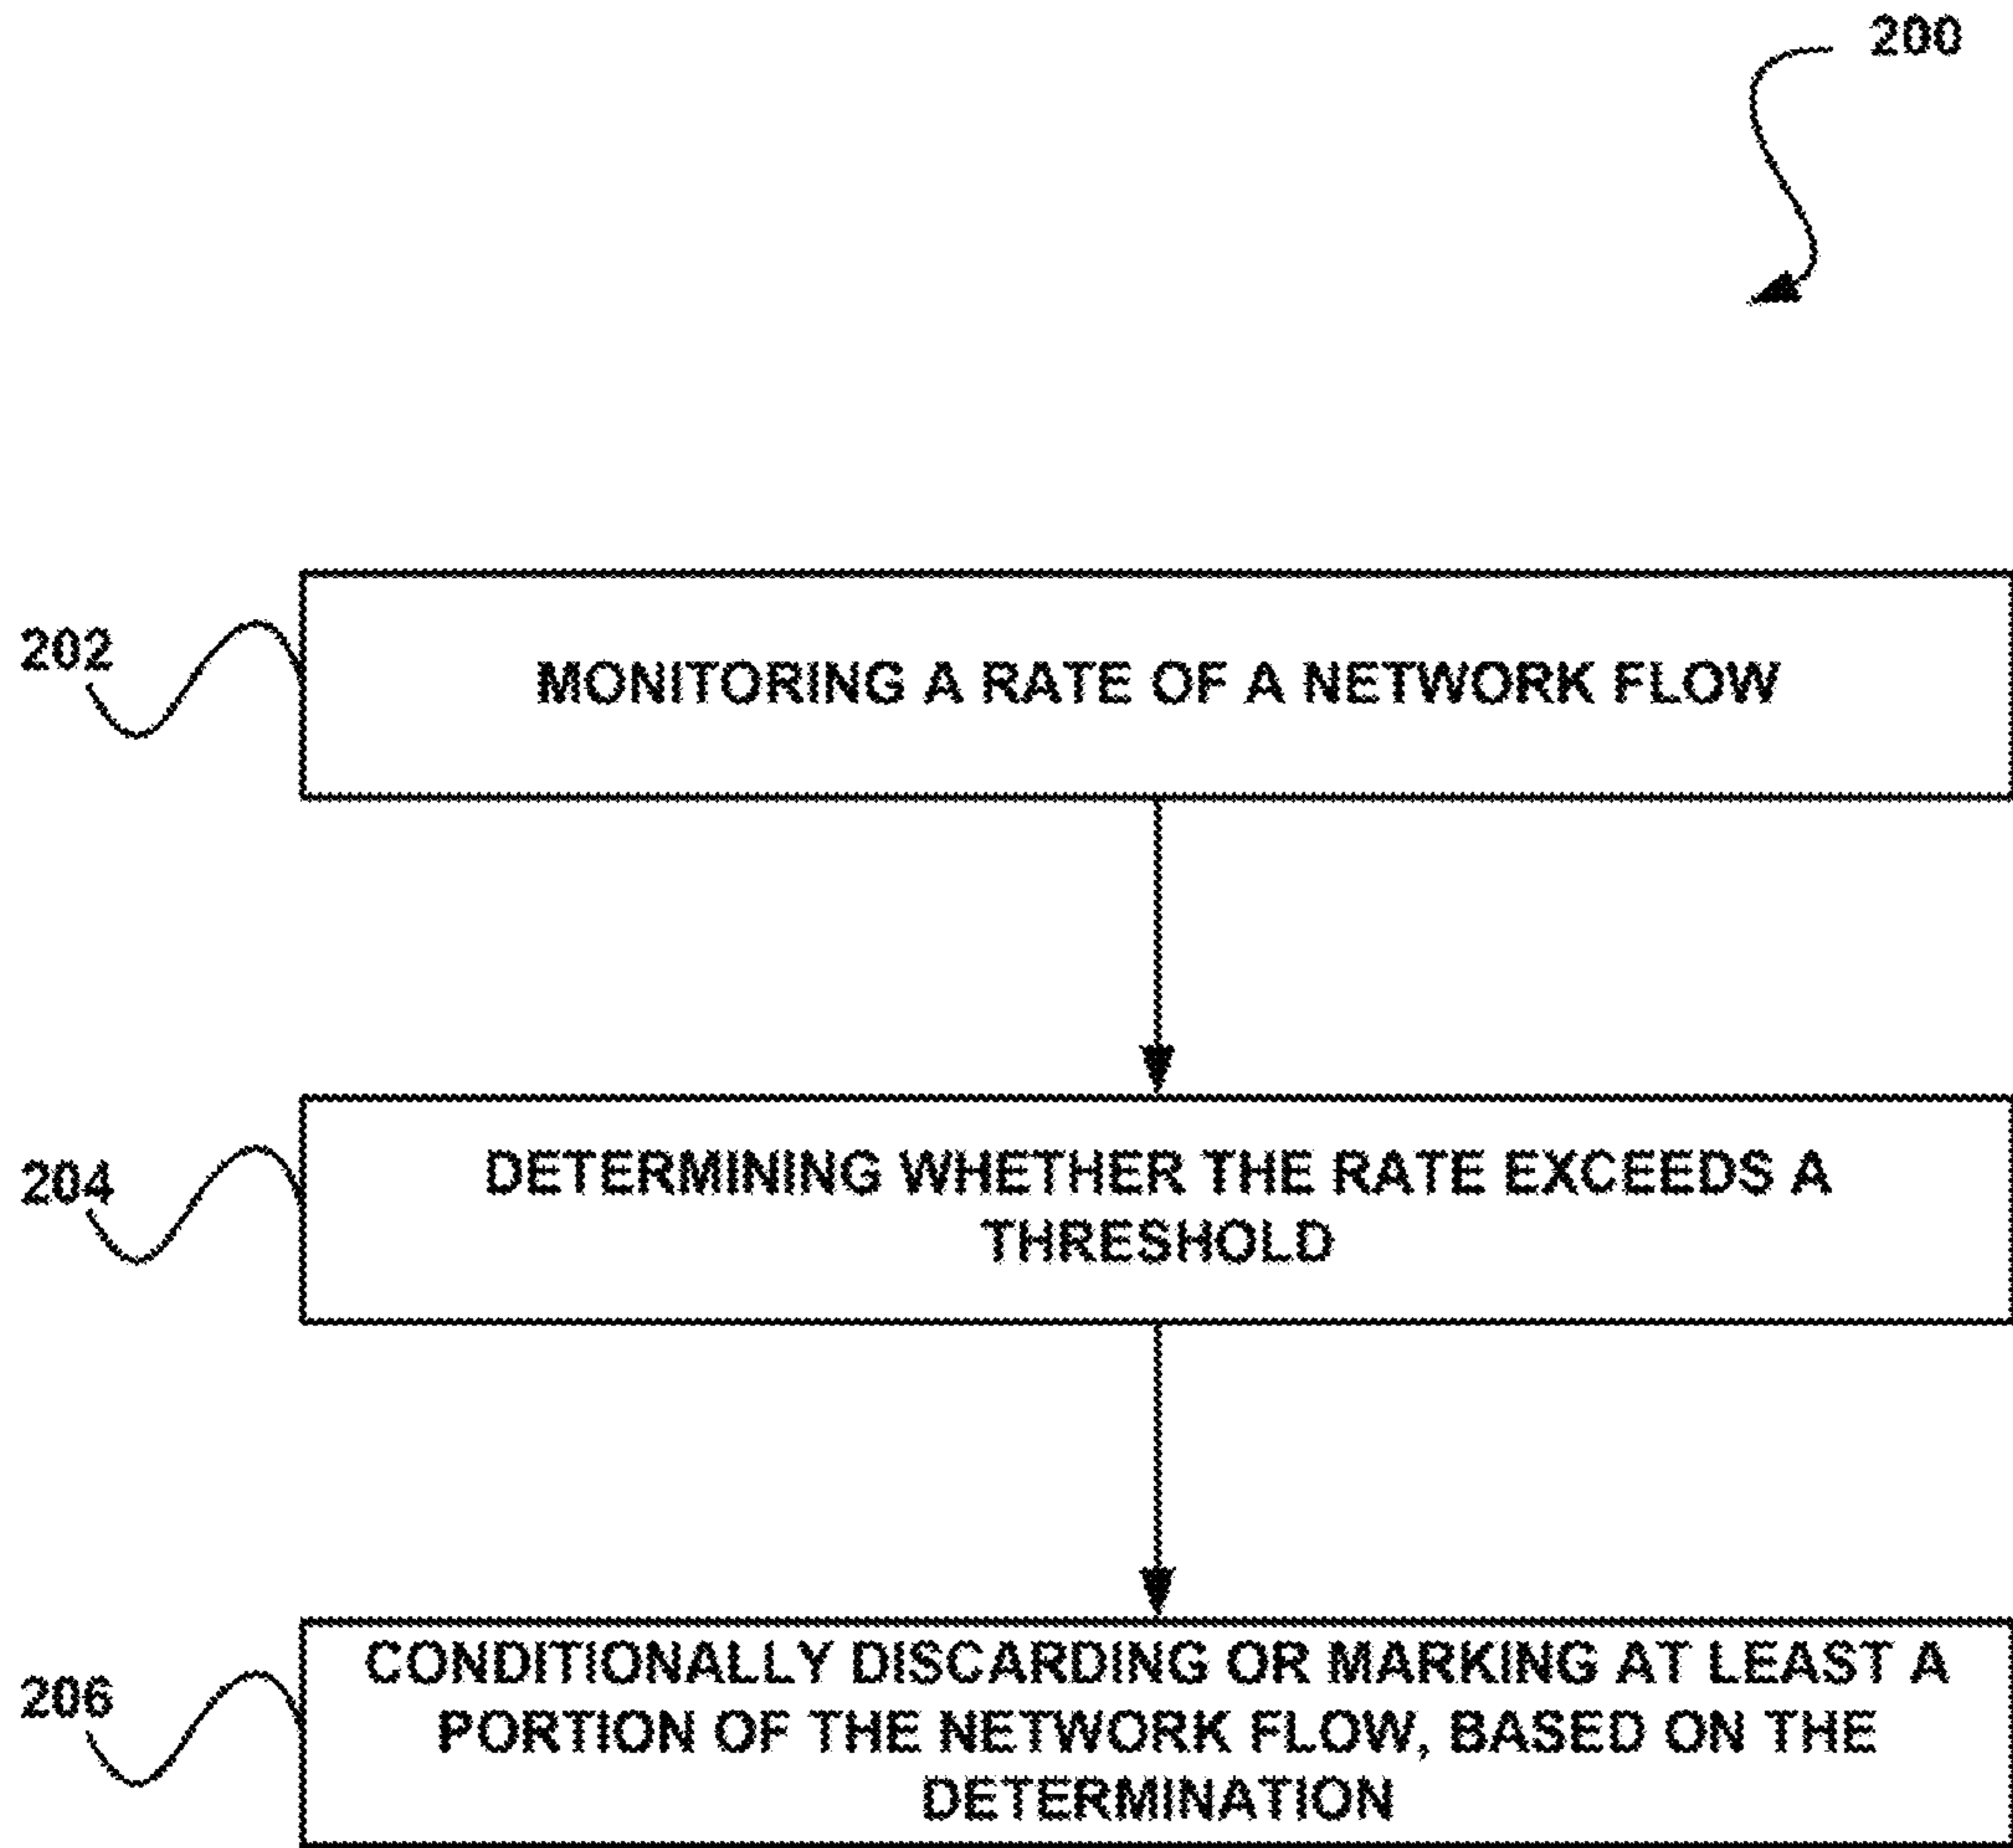 200
202
MONITORING A RATE OF A NETWORK FLOW
204
DETERMINING WHETHER THE RATE EXCEEDS A
THRESHOLD
206
CONDITIONALLY DISCARDING OR MARKING AT LEAST A
PORTION OF THE NETWORK FLOW, BASED ON THE
DETERMINATION